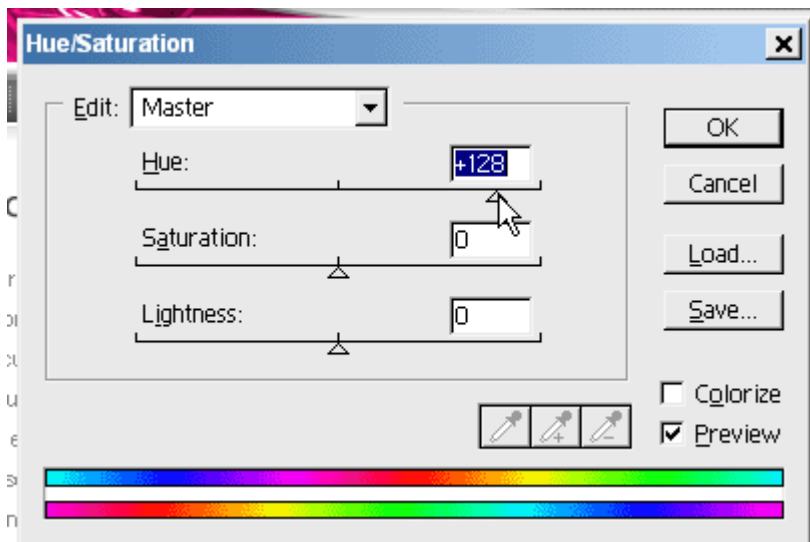 Hue/Saturation
Edit: Master
OK
Hue: +128
Cancel
Saturation: 0
Load...
Lightness: 0
Save...
Colorize
Preview